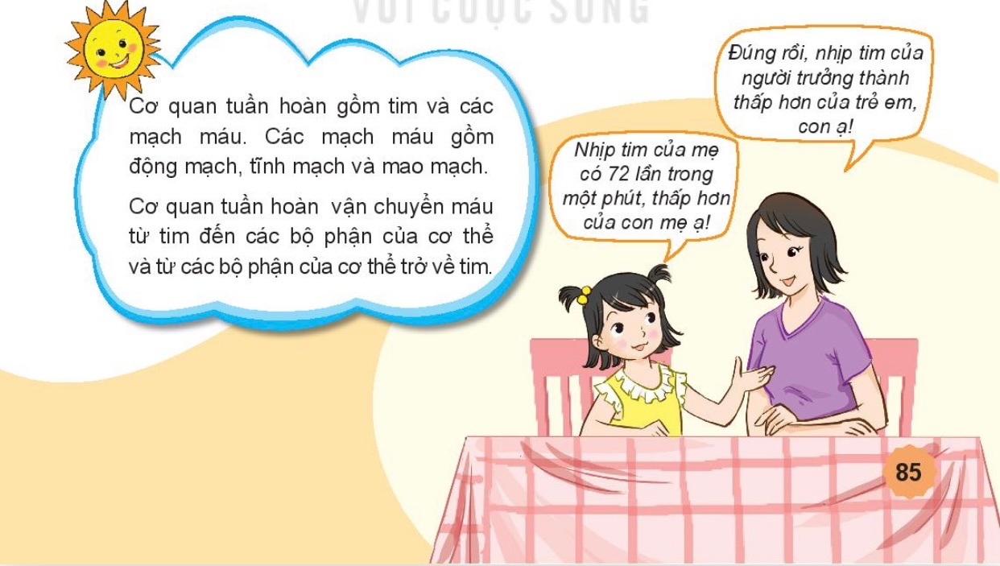 VỚI CUỘC SỐNG
Cơ quan tuần hoàn gồm tim và các
mạch máu. Các mạch máu gồm
động mạch, tĩnh mạch và mao mạch.
Cơ quan tuần hoàn vận chuyển máu
từ tim đến các bộ phận của cơ thể
và từ các bộ phận của cơ thể trở về tim.
Nhịp tim của mẹ
có 72 lần trong
một phút, thấp hơn
của con mẹ ạ!
Đúng rồi, nhịp tim của
người trưởng thành
thấp hơn của trẻ em,
con ạ!
85